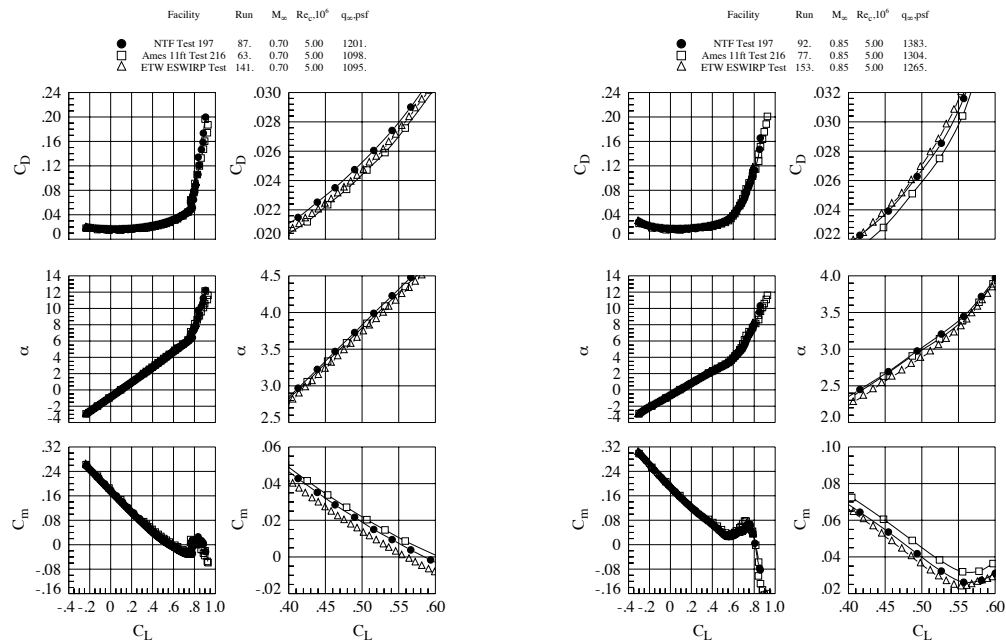 Facility Run M∞ Re_c,10⁶ q∞,psf
NTF Test 197 87. 0.70 5.00 1201.
Ames 11ft Test 216 63. 0.70 5.00 1098.
ETW ESWIRP Test 141. 0.70 5.00 1095.
C_D
.24
.20
.16
.12
.08
.04
0
C_D
.030
.028
.026
.024
.022
.020
α
14
12
10
8
6
4
2
0
-2
-4
α
4.5
4.0
3.5
3.0
2.5
C_m
.32
.24
.16
.08
0
-.08
-.16
-.4 -.2 0 .2 .4 .6 .8 1.0
C_L
C_m
.06
.04
.02
0
.40 .45 .50 .55 .60
C_L
Facility Run M∞ Re_c,10⁶ q∞,psf
NTF Test 197 92. 0.85 5.00 1383.
Ames 11ft Test 216 77. 0.85 5.00 1304.
ETW ESWIRP Test 153. 0.85 5.00 1265.
C_D
.24
.20
.16
.12
.08
.04
0
C_D
.032
.030
.028
.026
.024
.022
α
14
12
10
8
6
4
2
0
-2
-4
α
4.0
3.5
3.0
2.5
2.0
C_m
.32
.24
.16
.08
0
-.08
-.16
-.4 -.2 0 .2 .4 .6 .8 1.0
C_L
C_m
.10
.08
.06
.04
.02
.40 .45 .50 .55 .60
C_L